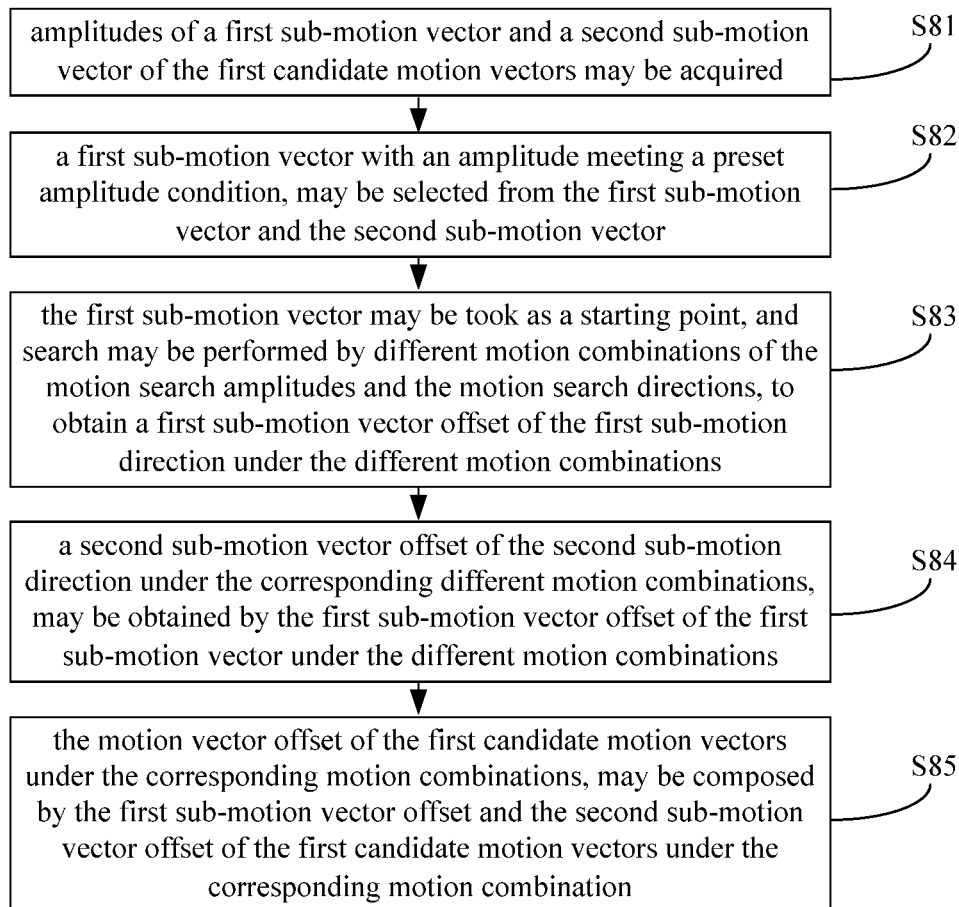 amplitudes of a first sub-motion vector and a second sub-motion
vector of the first candidate motion vectors may be acquired
S81
a first sub-motion vector with an amplitude meeting a preset
amplitude condition, may be selected from the first sub-motion
vector and the second sub-motion vector
S82
the first sub-motion vector may be took as a starting point, and
search may be performed by different motion combinations of the
motion search amplitudes and the motion search directions, to
obtain a first sub-motion vector offset of the first sub-motion
direction under the different motion combinations
S83
a second sub-motion vector offset of the second sub-motion
direction under the corresponding different motion combinations,
may be obtained by the first sub-motion vector offset of the first
sub-motion vector under the different motion combinations
S84
the motion vector offset of the first candidate motion vectors
under the corresponding motion combinations, may be composed
by the first sub-motion vector offset and the second sub-motion
vector offset of the first candidate motion vectors under the
corresponding motion combination
S85